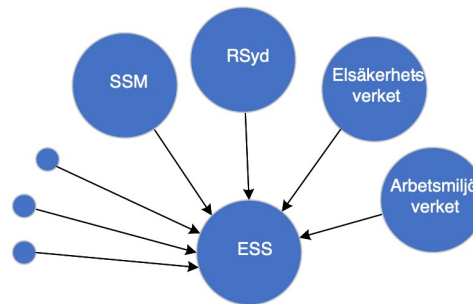 SSM
RSyd
Elsäkerhets
verket
Arbetsmiljö
verket
ESS